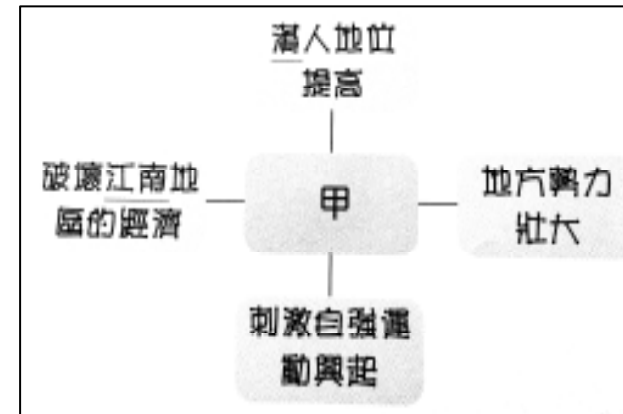 漢人地位
提高
破壞江南地
區的經濟
甲
地方勢力
壯大
刺激自強運
動興起